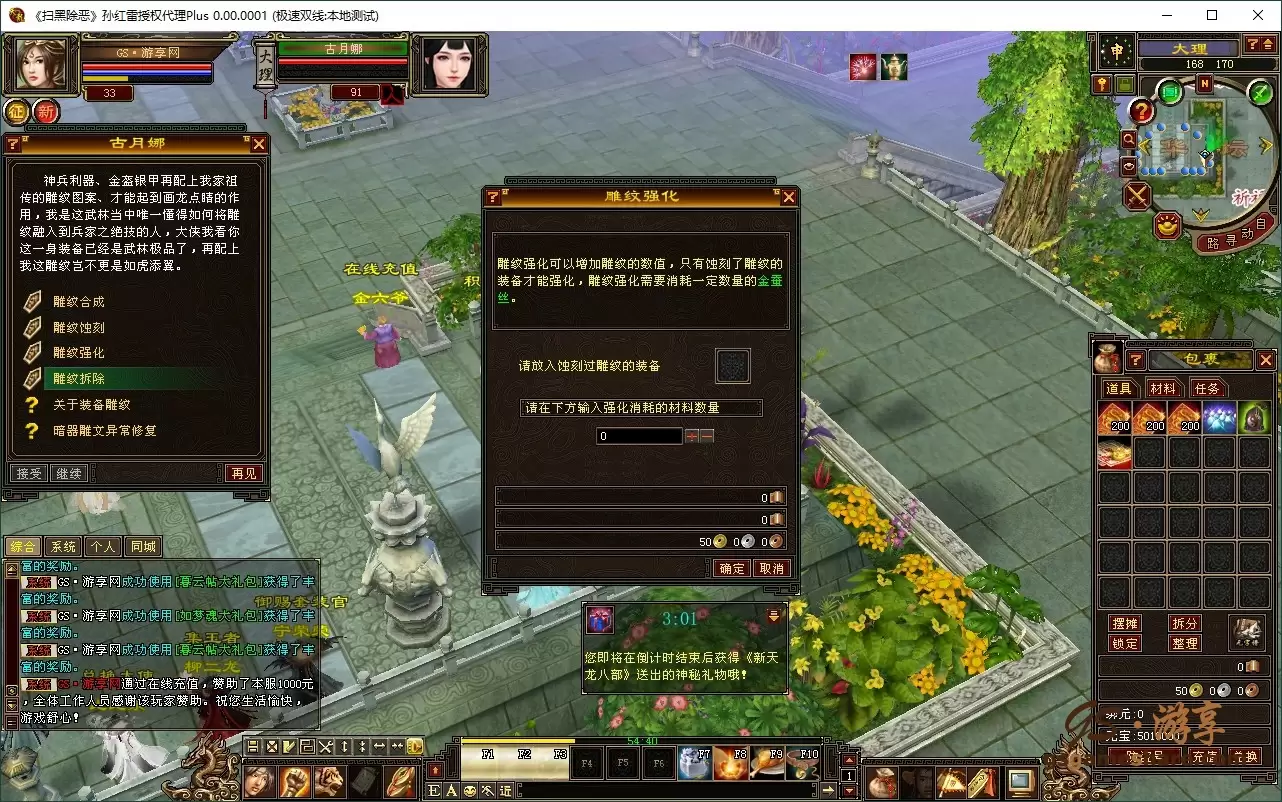 《扫黑除恶》孙红雷授权代理Plus 0.00.0001 (极速双线:本地测试)
GS·游享网
33
大理
古月娜
91
征
新
申
大理
168 170
N
自动寻路
古月娜
神兵利器、金盔银甲再配上我家祖
传的雕纹图案、才能起到画龙点睛的作
用，我是这武林当中唯一懂得如何将雕
纹融入到兵家之绝技的人，大侠我看你
这一身装备已经是武林极品了，再配上
我这雕纹岂不更是如虎添翼。
雕纹合成
雕纹蚀刻
雕纹强化
雕纹拆除
关于装备雕纹
暗器雕文异常修复
接受
继续
再见
在线充值
金六爷
雕纹强化
雕纹强化可以增加雕纹的数值，只有蚀刻了雕纹的
装备才能强化，雕纹强化需要消耗一定数量的金蚕
丝。
请放入蚀刻过雕纹的装备
请在下方输入强化消耗的材料数量
0
0
0
50 0 0
确定
取消
包裹
道具
材料
任务
200
200
200
摆摊
拆分
锁定
整理
0
50 0 0
综合
系统
个人
同城
富的奖励。
GS·游享网成功使用[暮云帖大礼包]获得了丰
富的奖励。
GS·游享网成功使用[如梦魂大礼包]获得了丰
富的奖励。
GS·游享网成功使用[暮云帖大礼包]获得了丰
富的奖励。
GS·游享网通过在线充值，赞助了本服1000元
，全体工作人员感谢该玩家赞助。祝您生活愉快，
游戏舒心！
御赐套装官
集王者
柳二龙
3:01
您即将在倒计时结束后获得《新天
龙八部》送出的神秘礼物哦！
54:40
F1
F2
F3
F4
F5
F6
F7
F8
F9
F10
1
E
A
近
游享
充值
兑换